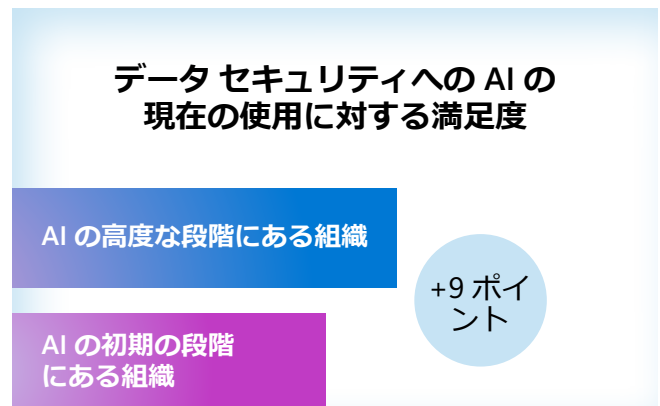 データ セキュリティへの AI の
現在の使用に対する満足度
AI の高度な段階にある組織
+9 ポイ
ント
AI の初期の段階
にある組織